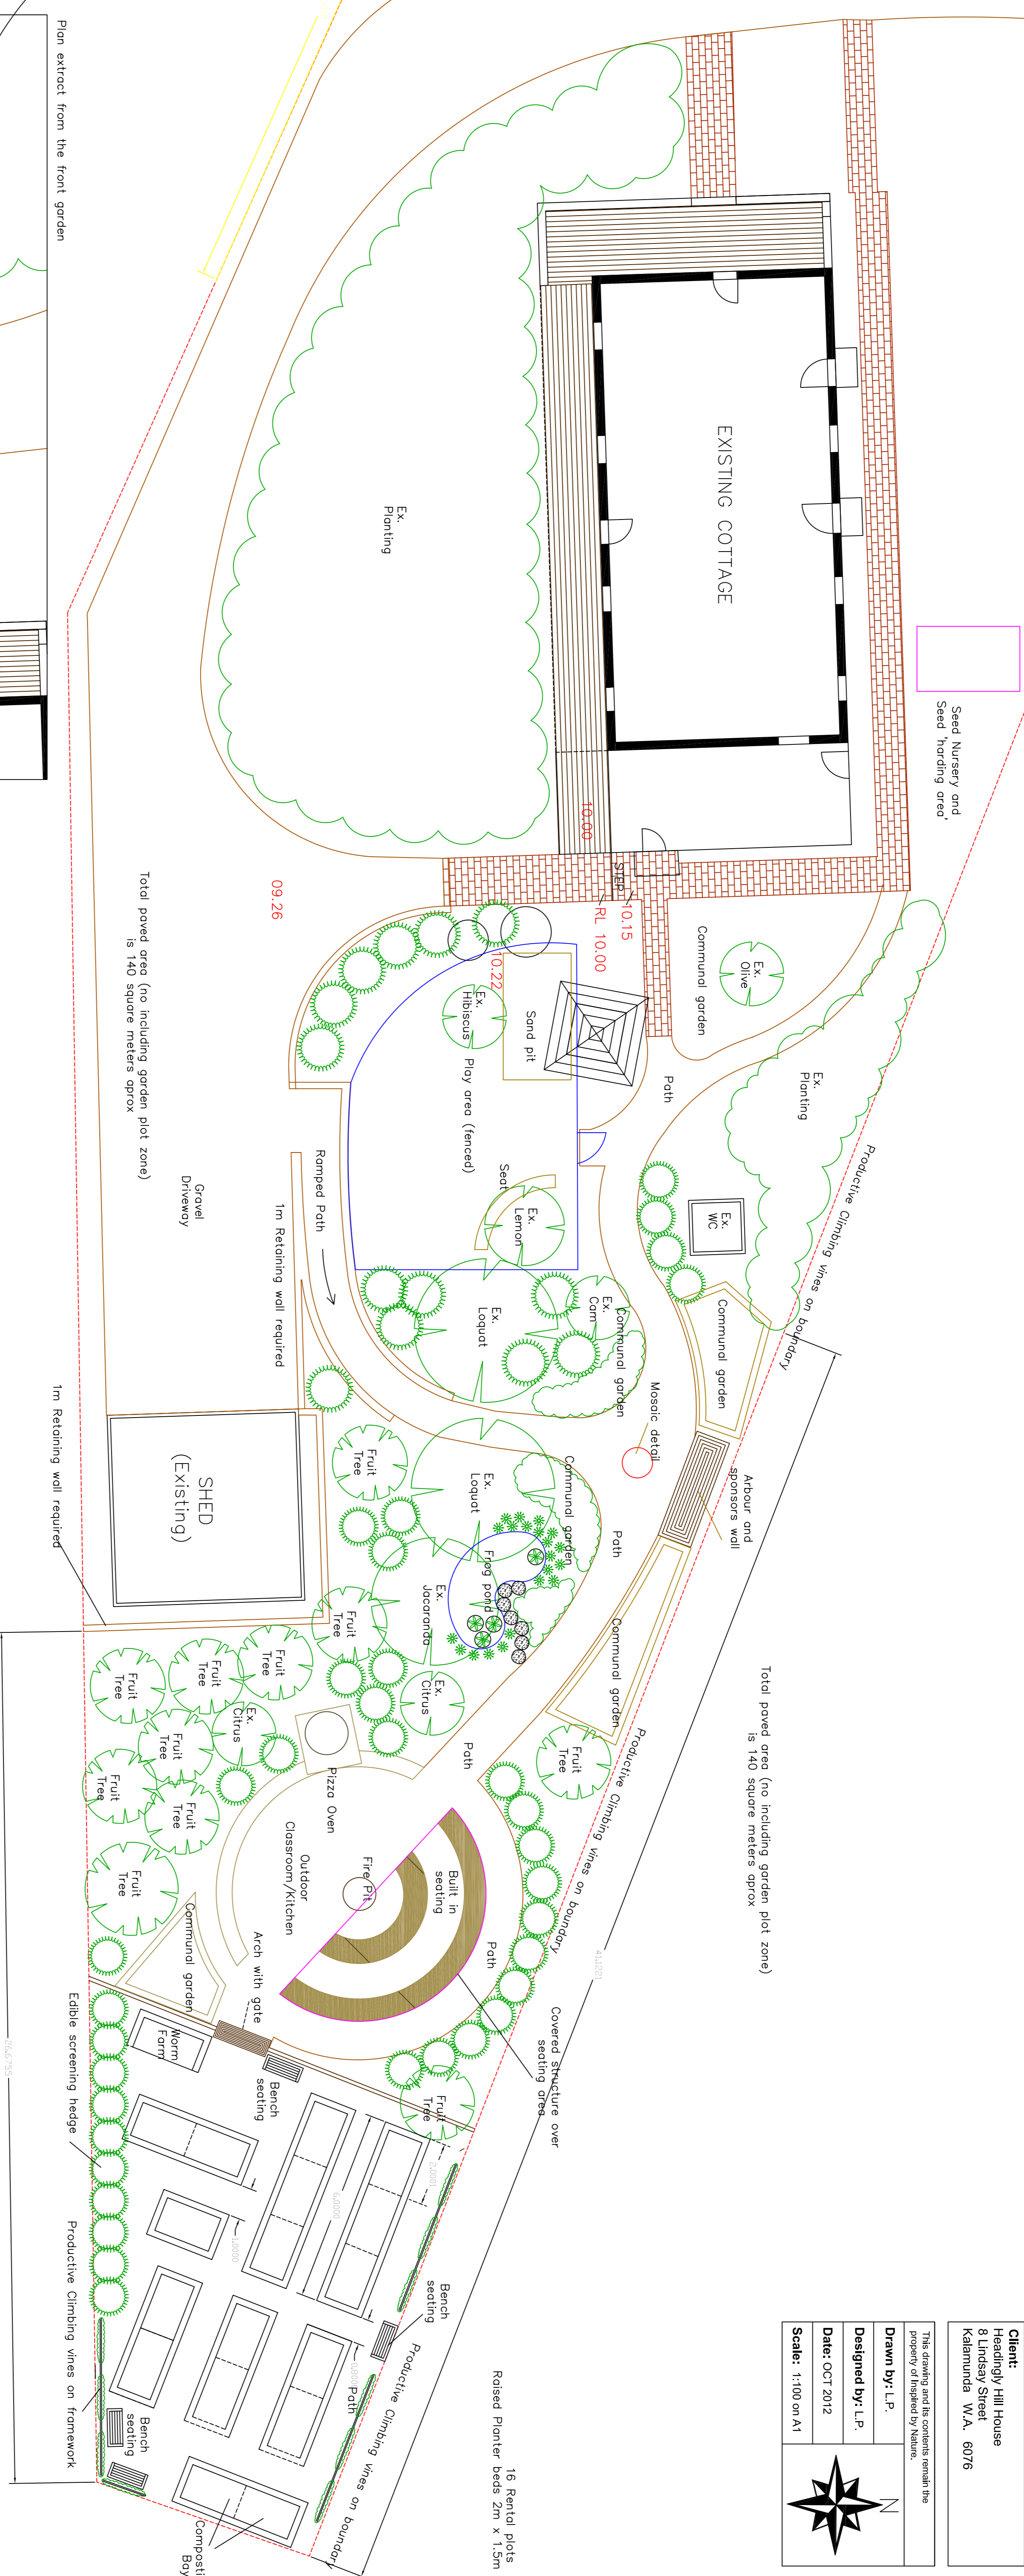 Plan extract from the front garden
EXISTING COTTAGE
Ex.
Planting
Seed Nursery and
Seed 'harding area'
10.00
STEP
10.15
RL 10.00
10.22
09.26
Communal garden
Ex.
Olive
Total paved area (no including garden plot zone)
is 140 square meters aprox
Gravel
Driveway
Ex.
Hibiscus
Sand pit
Play area (fenced)
Path
Ex.
Planting
Productive Climbing vines on boundary
Seat
Ex.
Lemon
Ex.
WC
Ramped Path
1m Retaining wall required
Ex.
Loquat
Ex.
Cam
Communal garden
Communal garden
Mosaic detail
1m Retaining wall required
SHED
(Existing)
Fruit
Tree
Ex.
Loquat
Communal garden
Frog pond
Ex.
Jacaranda
Path
Arbour and
sponsors wall
Communal garden
Total paved area (no including garden plot zone)
is 140 square meters aprox
Fruit
Tree
Fruit
Tree
Fruit
Tree
Fruit
Tree
Ex.
Citrus
Ex.
Citrus
Fruit
Tree
Fruit
Tree
Fruit
Tree
Fruit
Tree
Path
Fruit
Tree
Productive Climbing vines on boundary
Pizza Oven
Outdoor
Classroom/Kitchen
Fire Pit
Built in
seating
Path
Communal garden
Arch with gate
Covered structure over
seating area
Edible screening hedge
Worm
Farm
Bench
seating
Fruit
Tree
2.0001
6.0000
1.0000
Bench
seating
Path
Productive Climbing vines on boundary
Productive Climbing vines on framework
Bench
seating
16 Rental plots
Raised Planter beds 2m x 1.5m
Client:
Headingly Hill House
8 Lindsay Street
Kalamunda W.A. 6076
This drawing and its contents remain the
property of Inspired by Nature.
Drawn by: L.P.
Designed by: L.P.
Date: OCT 2012
Scale: 1:100 on A1
N